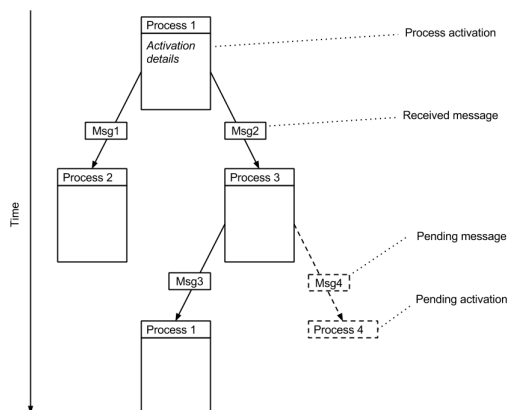 Process 1
Activation
details
Process activation
Msg1
Msg2
Received message
Process 2
Process 3
Time
Pending message
Msg3
Msg4
Pending activation
Process 1
Process 4